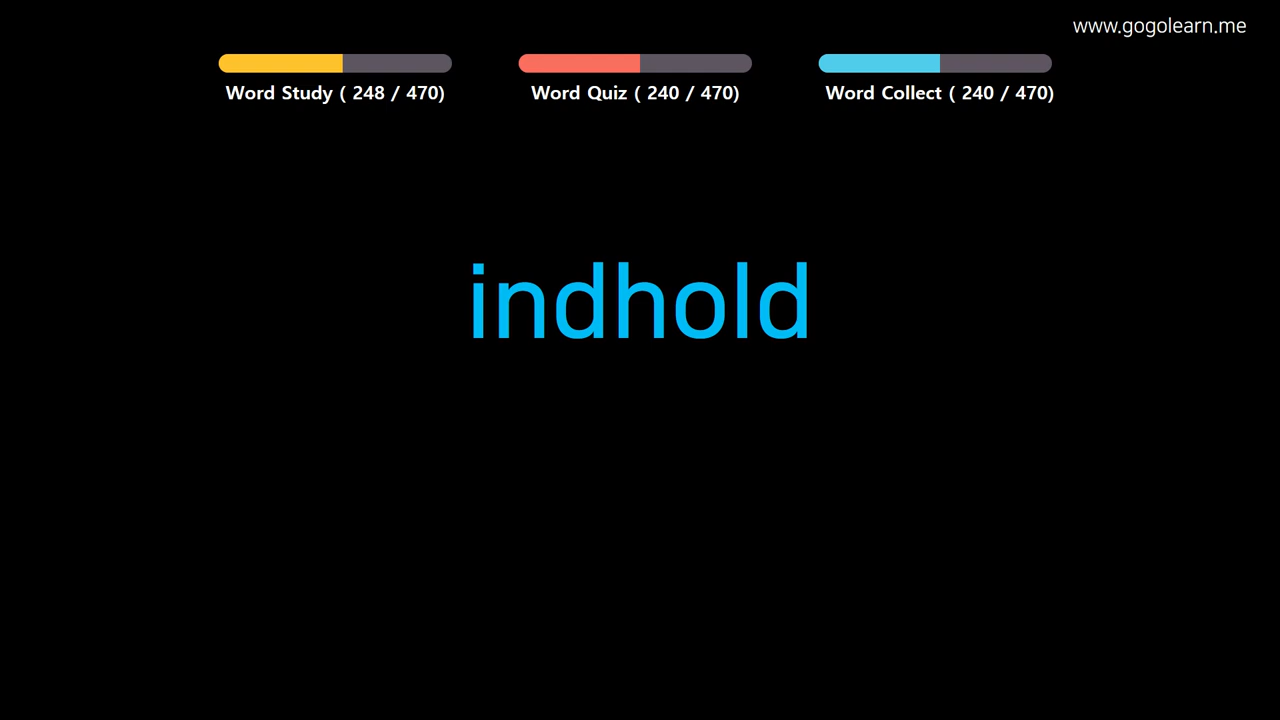 www.gogolearn.me
Word Study ( 248 / 470)
Word Quiz ( 240 / 470)
Word Collect ( 240 / 470)
indhold